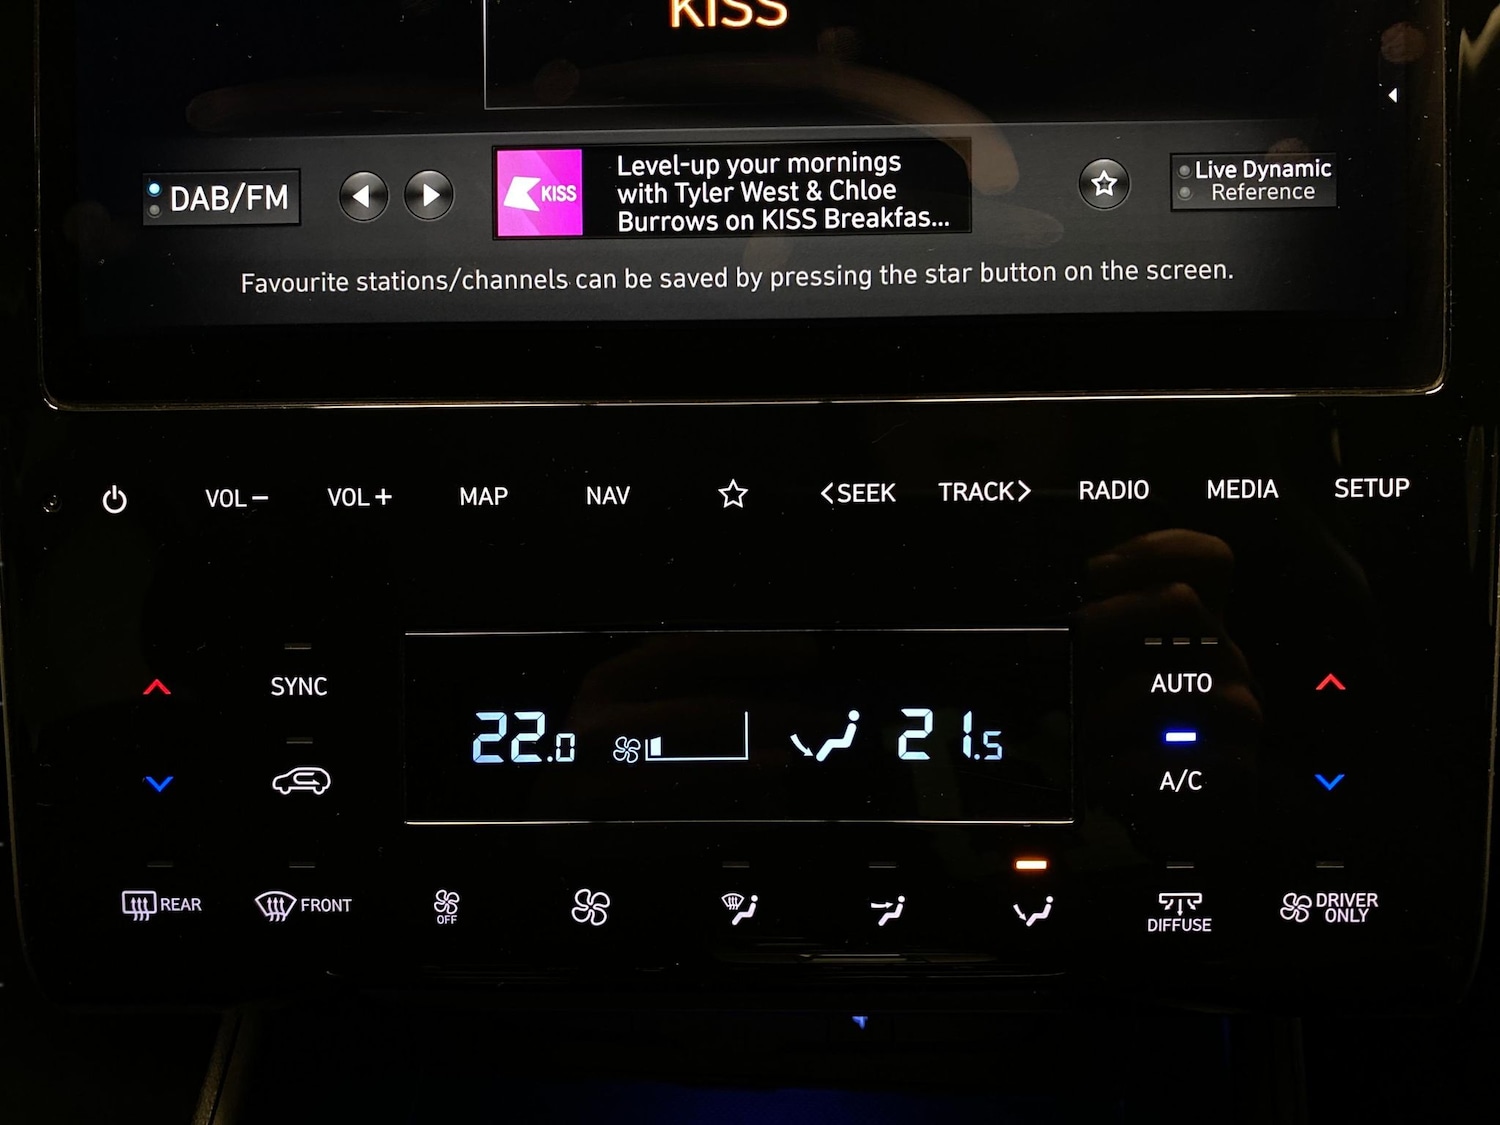 KISS
DAB/FM
KISS
Level-up your mornings
with Tyler West & Chloe
Burrows on KISS Breakfas...
Live Dynamic
Reference
Favourite stations/channels can be saved by pressing the star button on the screen.
VOL −
VOL +
MAP
NAV
<SEEK
TRACK>
RADIO
MEDIA
SETUP
SYNC
22.0
21.5
AUTO
A/C
REAR
FRONT
OFF
DIFFUSE
DRIVER
ONLY